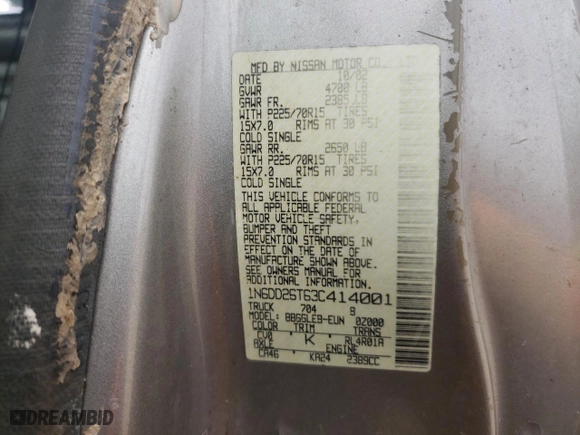 MFD BY NISSAN MOTOR CO.
DATE 10/02
GVWR 4700 LB
GAWR FR. 2385 LB
WITH P225/70R15 TIRES
15X7.0 RIMS AT 30 PSI
COLD SINGLE
GAWR RR. 2650 LB
WITH P225/70R15 TIRES
15X7.0 RIMS AT 30 PSI
COLD SINGLE
THIS VEHICLE CONFORMS TO
ALL APPLICABLE FEDERAL
MOTOR VEHICLE SAFETY,
BUMPER AND THEFT
PREVENTION STANDARDS IN
EFFECT ON THE DATE OF
MANUFACTURE SHOWN ABOVE.
SEE OWNERS MANUAL FOR
ADDITIONAL INFORMATION
1N6DD26T63C414001
TRUCK 704 9
MODEL: BBGSLE9-EUN 0Z000
COLOR TRIM TRANS
CV0 K RL4R01A
AXLE ENGINE
CA46 KA24 2389CC
DREAMBID